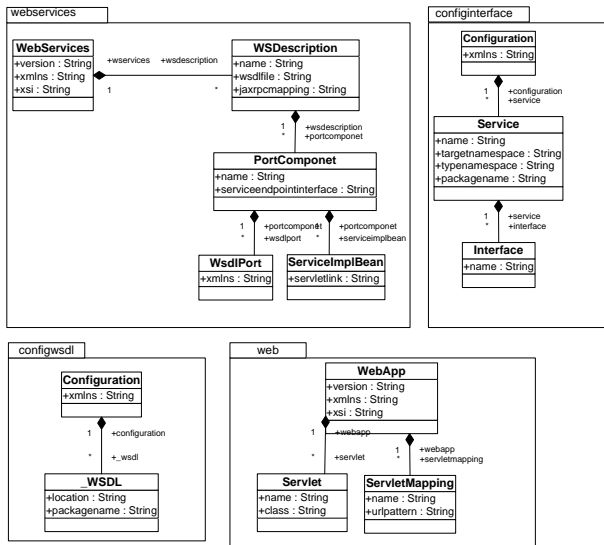 webservices
WebServices
+version : String
+xmlns : String
+xsi : String
+wservices
+wsdescription
1
*
WSDescription
+name : String
+wsdlfile : String
+jaxrpcmapping : String
1
+wsdescription
*
+portcomponet
PortComponet
+name : String
+serviceendpointinterface : String
1
+portcomponet
*
+wsdlport
1
+portcomponet
*
+serviceimplbean
WsdlPort
+xmlns : String
ServiceImplBean
+servletlink : String
configinterface
Configuration
+xmlns : String
1
+configuration
*
+service
Service
+name : String
+targetnamespace : String
+typenamespace : String
+packagename : String
1
+service
*
+interface
Interface
+name : String
configwsdl
Configuration
+xmlns : String
1
+configuration
*
+_wsdl
_WSDL
+location : String
+packagename : String
web
WebApp
+version : String
+xmlns : String
+xsi : String
1
+webapp
*
+servlet
1
+webapp
*
+servletmapping
Servlet
+name : String
+class : String
ServletMapping
+name : String
+urlpattern : String